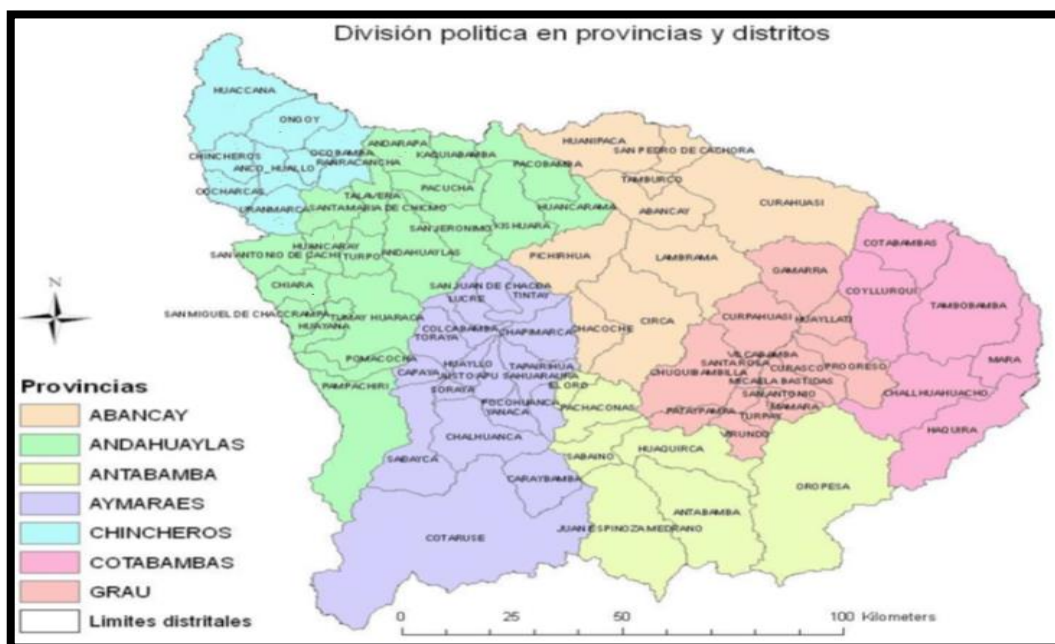 División política en provincias y distritos
HUACCANA
ONGOY
OCOBAMBA
CHINCHEROS
RANRACANCHA
ANCO_HUALLO
COCHARCAS
URANMARCA
ANDARAPA
KAQUIABAMBA
PACOBAMBA
PACUCHA
TALAVERA
SANTA MARIA DE CHICMO
HUANCARAMA
SAN JERONIMO
KISHUARA
HUANCARAY
SAN ANTONIO DE CACHI
TURPO
ANDAHUAYLAS
CHIARA
SAN MIGUEL DE CHACCRAMPA
HUAYANA
TUMAY HUARACA
POMACOCHA
PAMPACHIRI
HUANIPACA
SAN PEDRO DE CACHORA
TAMBURCO
ABANCAY
CURAHUASI
PICHIRHUA
LAMBRAMA
CHACOCHE
CIRCA
COTABAMBAS
COYLLURQUI
TAMBOBAMBA
MARA
CHALLHUAHUACHO
HAQUIRA
GAMARRA
CURPAHUASI
HUAYLLATI
VILCABAMBA
SANTA ROSA
CURASCO
PROGRESO
CHUQUIBAMBILLA
MICAELA BASTIDAS
SAN ANTONIO
MAMARA
PATAYPAMPA
TURPAY
VIRUNDO
SAN JUAN DE CHACÑA
LUCRE
TINTAY
COLCABAMBA
TORAYA
CHAPIMARCA
HUAYLLO
TAPAIRIHUA
CAPAYA
JUSTO APU SAHUARAURA
SORAYA
POCOHUANCA
YANACA
CHALHUANCA
SAÑAYCA
CARAYBAMBA
COTARUSE
EL ORO
PACHACONAS
SABAINO
HUAQUIRCA
ANTABAMBA
JUAN ESPINOZA MEDRANO
OROPESA
N
Provincias
ABANCAY
ANDAHUAYLAS
ANTABAMBA
AYMARAES
CHINCHEROS
COTABAMBAS
GRAU
Limites distritales
0 25 50 100 Kilometers